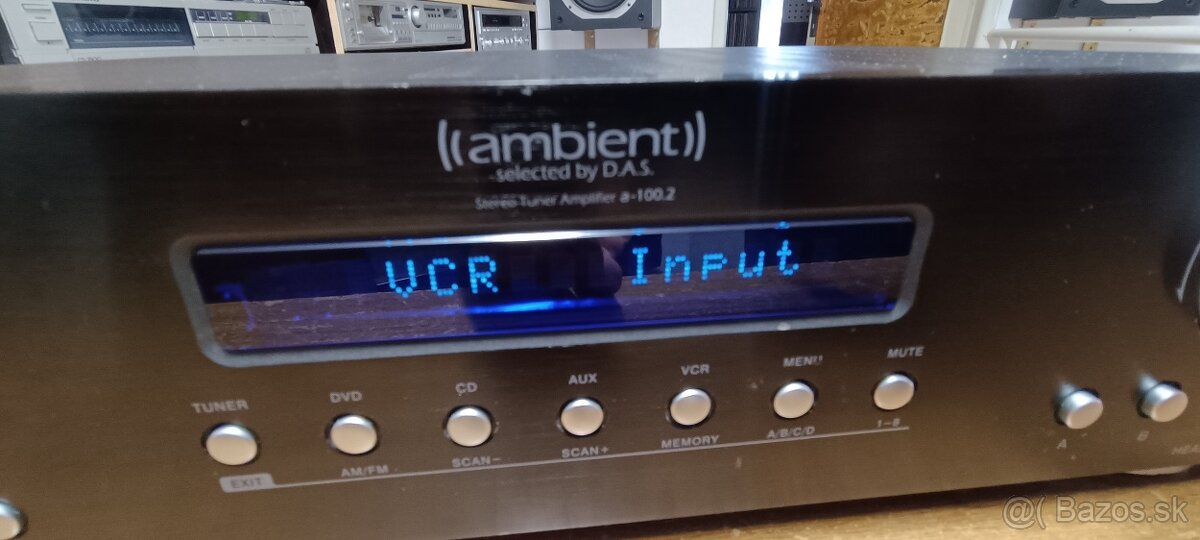 ((ambient))
selected by D.A.S.
Stereo Tuner Amplifier a-100.2
VCR Input
TUNER DVD CD AUX VCR MENU MUTE
EXIT AM/FM SCAN- SCAN+ MEMORY A/B/C/D 1-8
A B
@( Bazos.sk